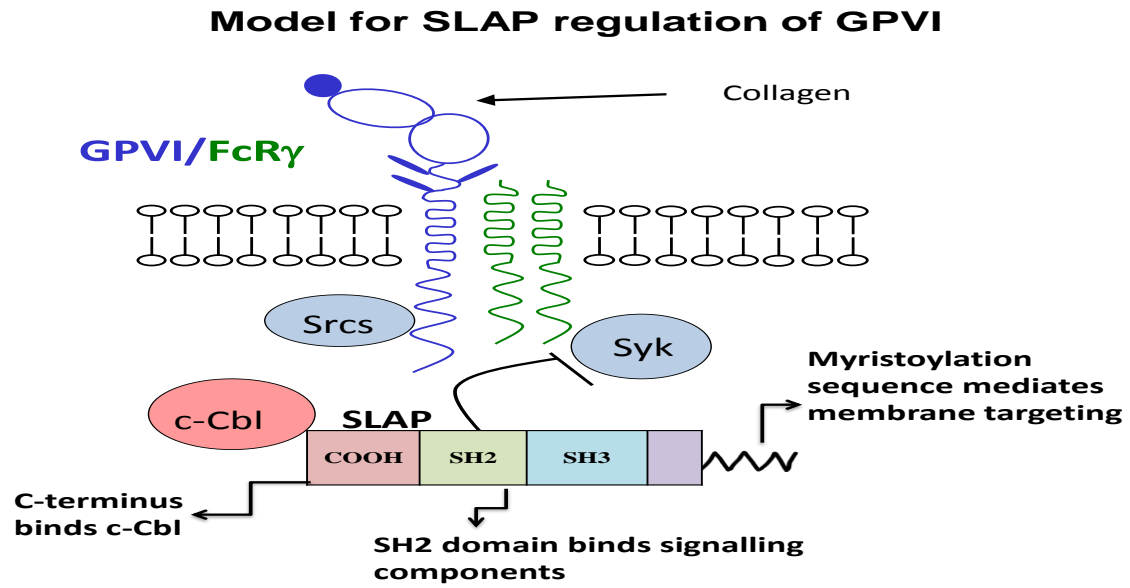 Model for SLAP regulation of GPVI
Collagen
GPVI/FcRγ
Srcs
Syk
Myristoylation
sequence mediates
membrane targeting
c-Cbl
SLAP
COOH
SH2
SH3
C-terminus
binds c-Cbl
SH2 domain binds signalling
components